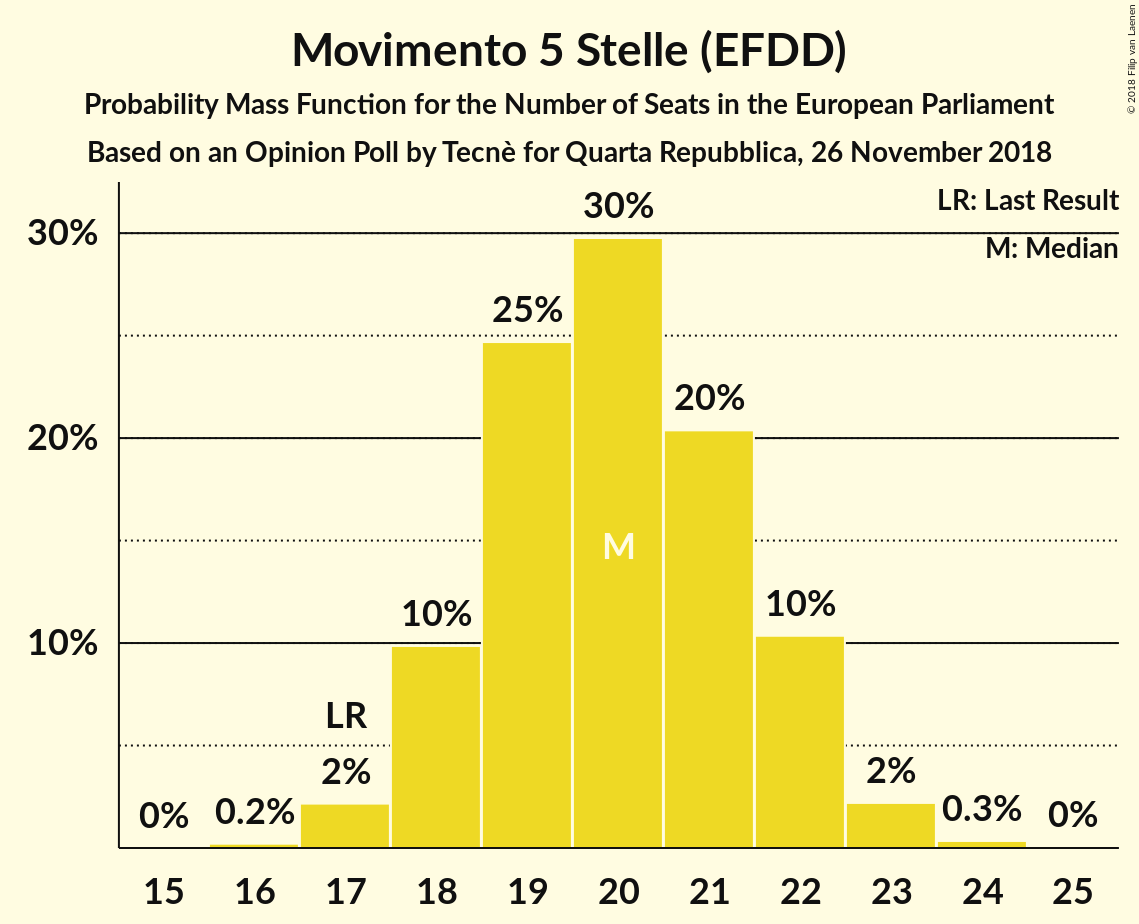 Movimento 5 Stelle (EFDD)
Probability Mass Function for the Number of Seats in the European Parliament
Based on an Opinion Poll by Tecnè for Quarta Repubblica, 26 November 2018
© 2018 Filip van Laenen
LR: Last Result
M: Median
30%
20%
10%
0%
0.2%
LR
2%
10%
25%
30%
M
20%
10%
2%
0.3%
0%
15 16 17 18 19 20 21 22 23 24 25